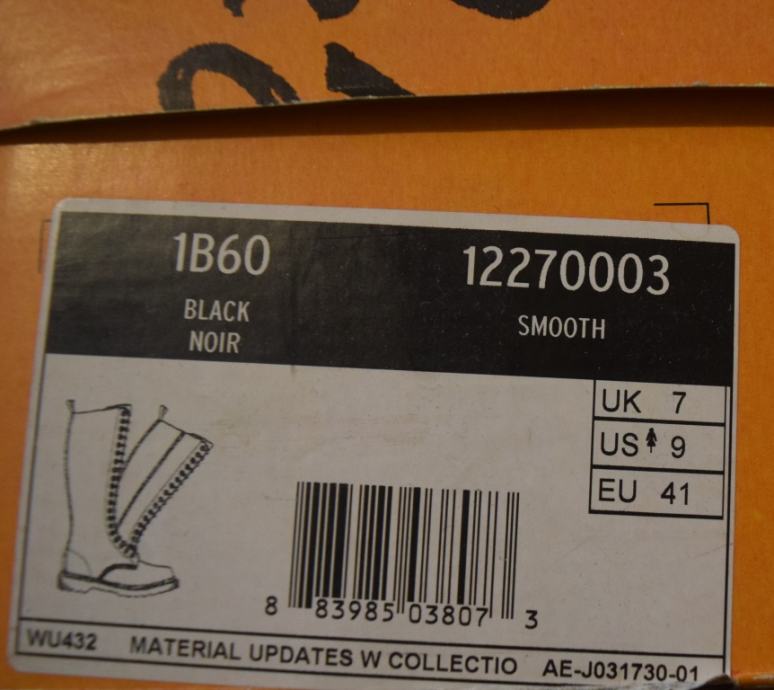 1B60
12270003
BLACK
NOIR
SMOOTH
UK 7
US 9
EU 41
8 83985 03807 3
WU432 MATERIAL UPDATES W COLLECTIO AE-J031730-01